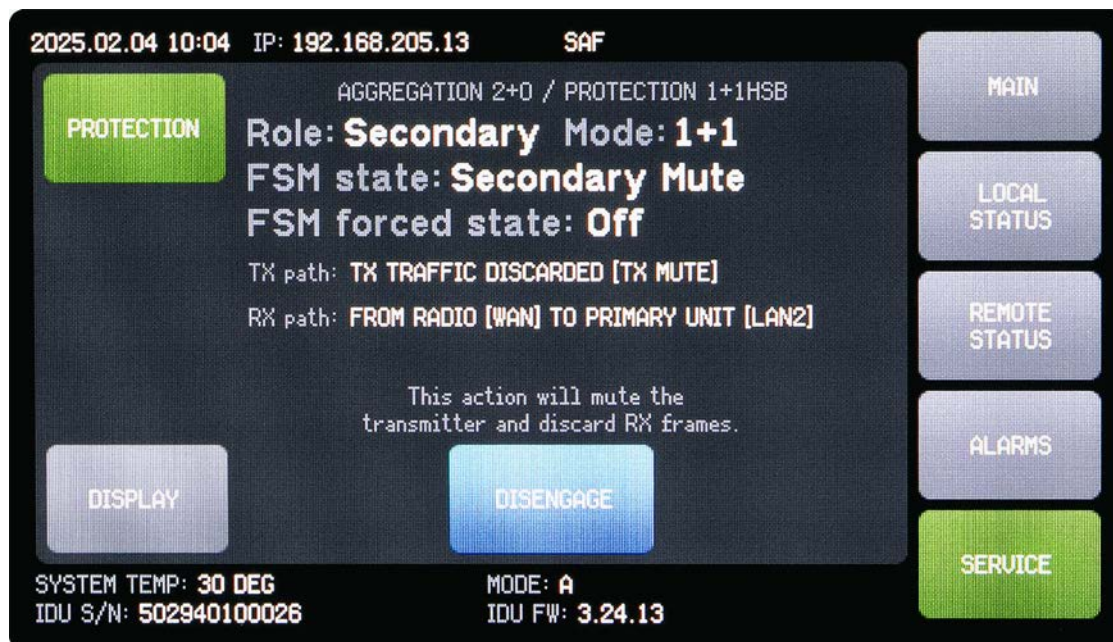 2025.02.04 10:04 IP: 192.168.205.13 SAF
AGGREGATION 2+0 / PROTECTION 1+1HSB
PROTECTION
Role: Secondary Mode: 1+1
FSM state: Secondary Mute
FSM forced state: Off
TX path: TX TRAFFIC DISCARDED [TX MUTE]
RX path: FROM RADIO [WAN] TO PRIMARY UNIT [LAN2]
This action will mute the
transmitter and discard RX frames.
DISPLAY
DISENGAGE
SYSTEM TEMP: 30 DEG MODE: A
IDU S/N: 502940100026 IDU FW: 3.24.13
MAIN
LOCAL
STATUS
REMOTE
STATUS
ALARMS
SERVICE